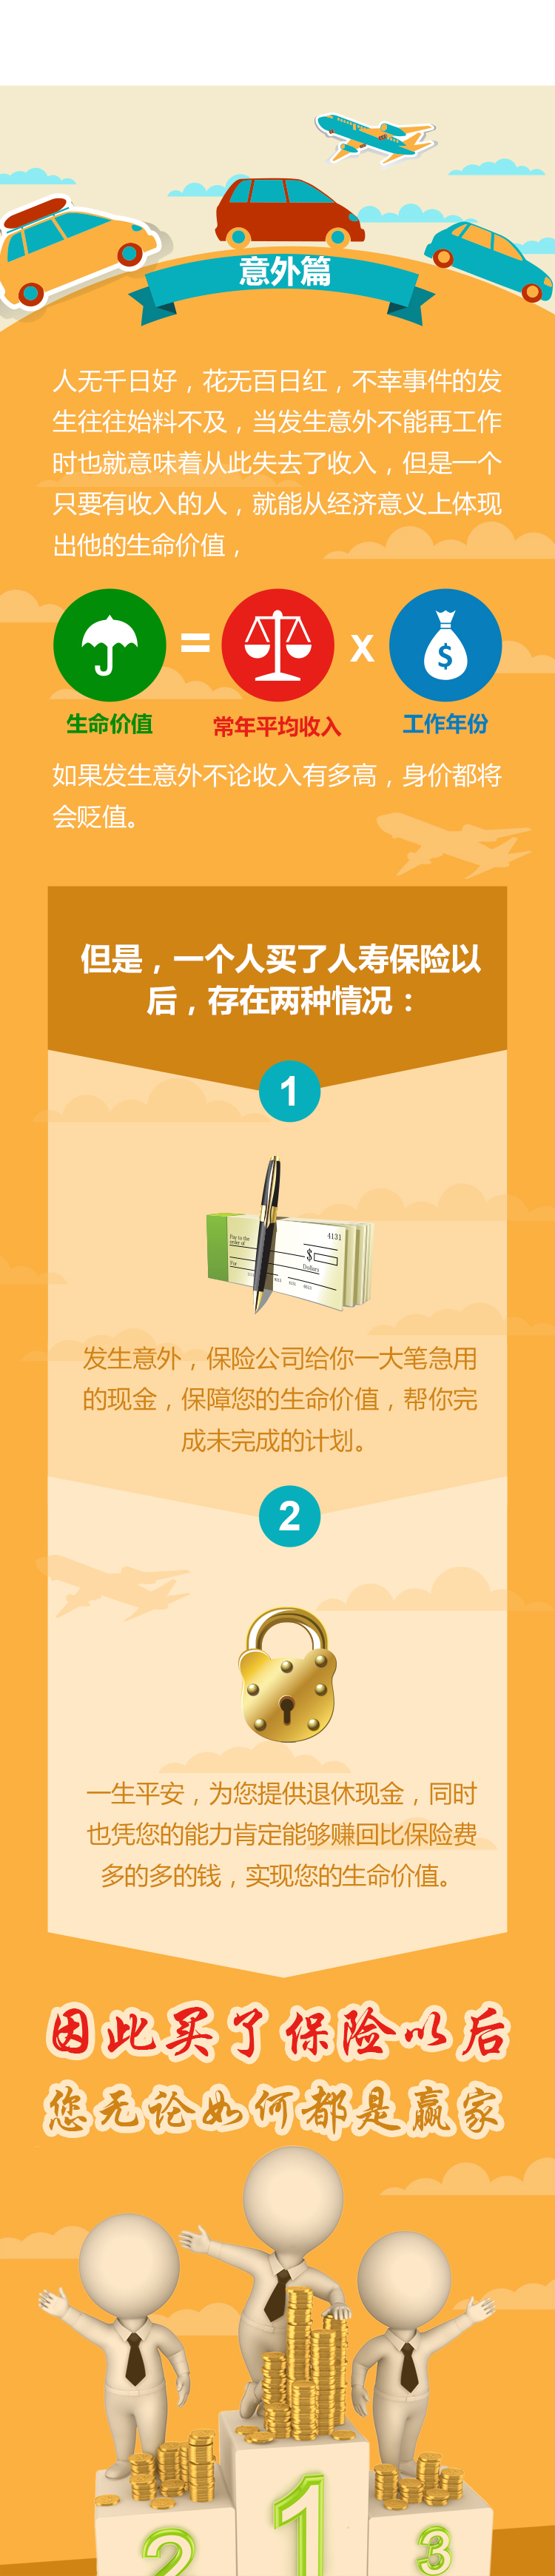 意外篇
人无千日好，花无百日红，不幸事件的发
生往往始料不及，当发生意外不能再工作
时也就意味着从此失去了收入，但是一个
只要有收入的人，就能从经济意义上体现
出他的生命价值，
= x
$
生命价值 常年平均收入 工作年份
如果发生意外不论收入有多高，身价都将
会贬值。
但是，一个人买了人寿保险以
后，存在两种情况：
1
4131
Pay to the
order of
$
Dollars
For
发生意外，保险公司给你一大笔急用
的现金，保障您的生命价值，帮你完
成未完成的计划。
2
一生平安，为您提供退休现金，同时
也凭您的能力肯定能够赚回比保险费
多的多的钱，实现您的生命价值。
因此买了保险以后
您无论如何都是赢家
2 1 3